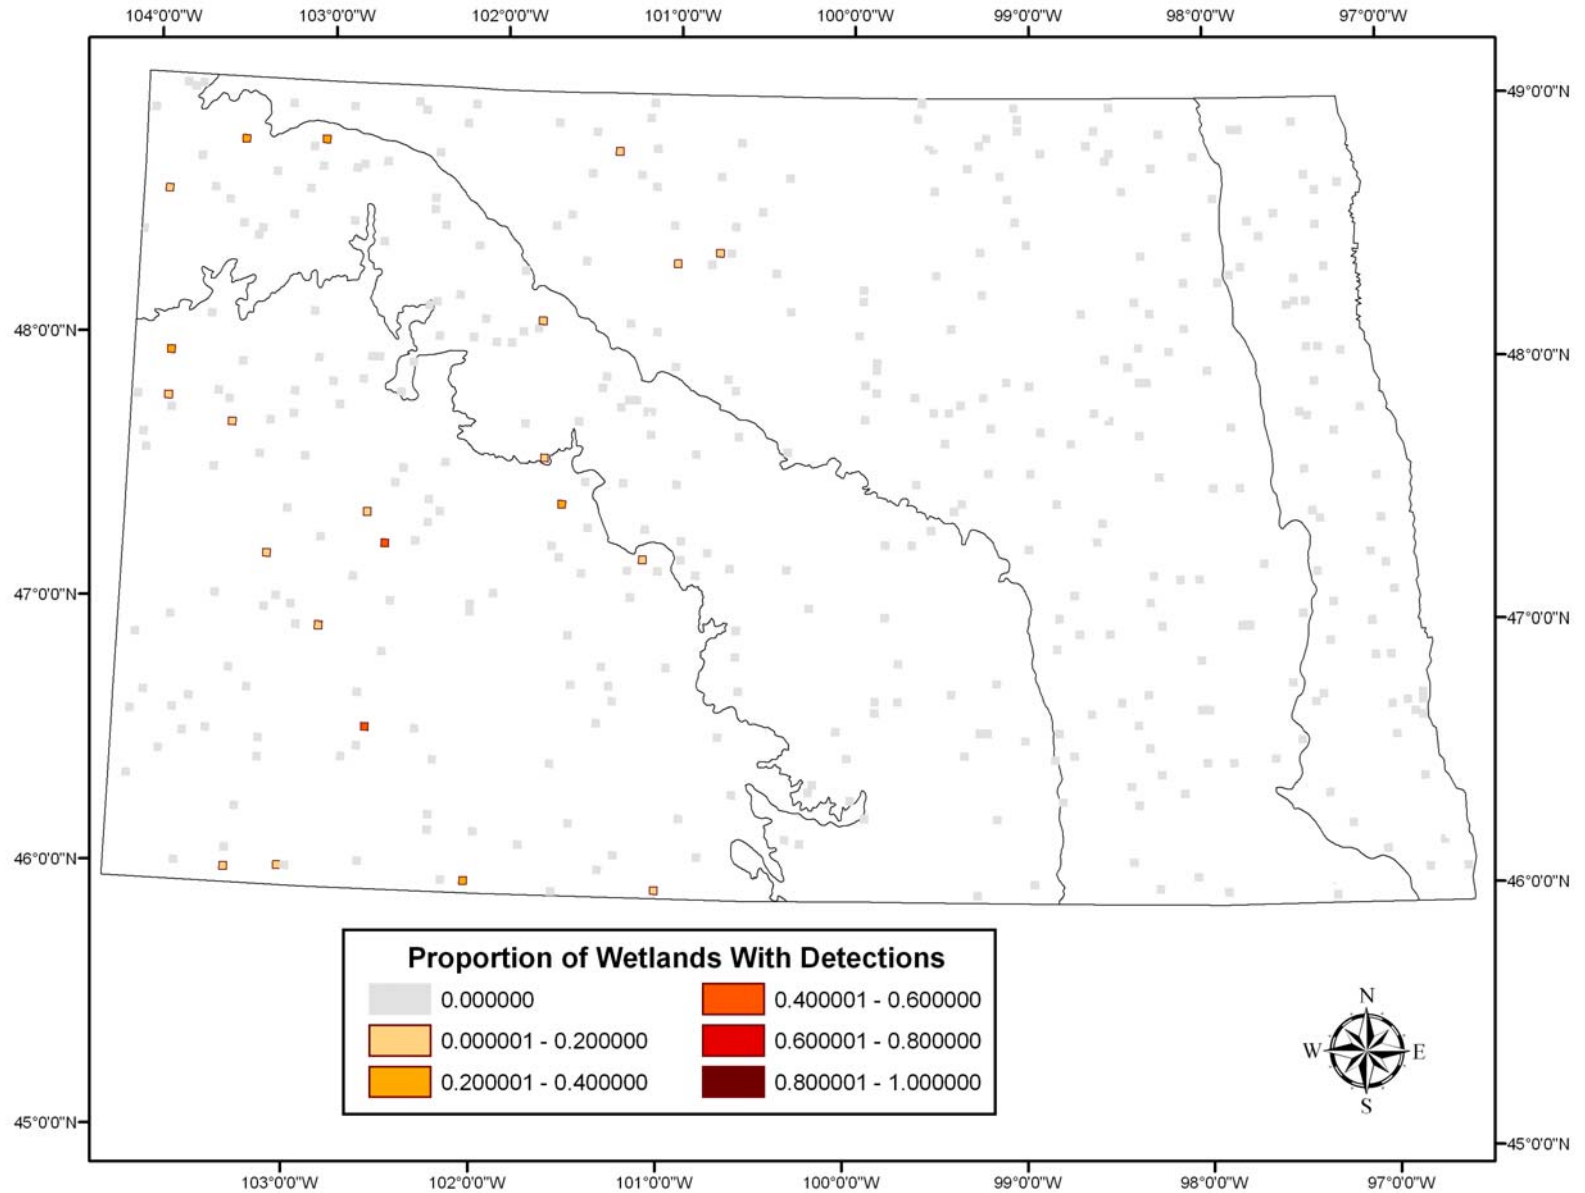 104°0'0"W 103°0'0"W 102°0'0"W 101°0'0"W 100°0'0"W 99°0'0"W 98°0'0"W 97°0'0"W
49°0'0"N
48°0'0"N
48°0'0"N
47°0'0"N
47°0'0"N
46°0'0"N
46°0'0"N
Proportion of Wetlands With Detections
0.000000 0.400001 - 0.600000
0.000001 - 0.200000 0.600001 - 0.800000
0.200001 - 0.400000 0.800001 - 1.000000
N
W E
S
45°0'0"N
45°0'0"N
103°0'0"W 102°0'0"W 101°0'0"W 100°0'0"W 99°0'0"W 98°0'0"W 97°0'0"W